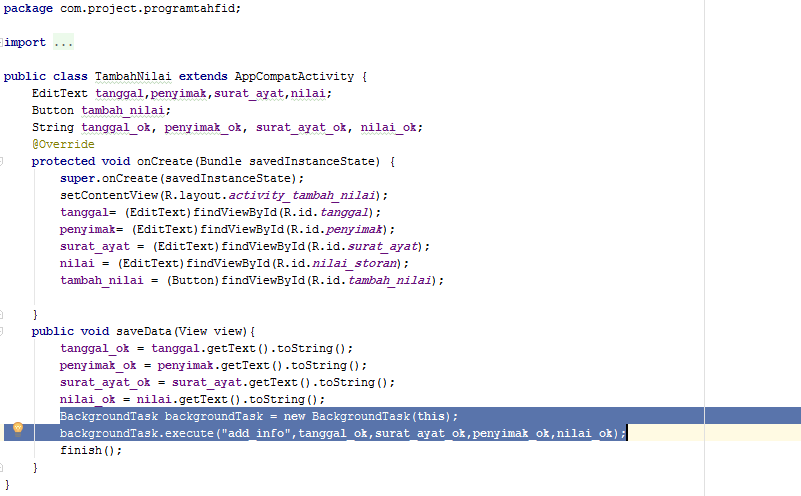 package com.project.programtahfid;
import ...
public class TambahNilai extends AppCompatActivity {
EditText tanggal,penyimak,surat_ayat,nilai;
Button tambah_nilai;
String tanggal_ok, penyimak_ok, surat_ayat_ok, nilai_ok;
@Override
protected void onCreate(Bundle savedInstanceState) {
super.onCreate(savedInstanceState);
setContentView(R.layout.activity_tambah_nilai);
tanggal= (EditText)findViewById(R.id.tanggal);
penyimak= (EditText)findViewById(R.id.penyimak);
surat_ayat = (EditText)findViewById(R.id.surat_ayat);
nilai = (EditText)findViewById(R.id.nilai_storan);
tambah_nilai = (Button)findViewById(R.id.tambah_nilai);
}
public void saveData(View view){
tanggal_ok = tanggal.getText().toString();
penyimak_ok = penyimak.getText().toString();
surat_ayat_ok = surat_ayat.getText().toString();
nilai_ok = nilai.getText().toString();
BackgroundTask backgroundTask = new BackgroundTask(this);
backgroundTask.execute("add_info",tanggal_ok,surat_ayat_ok,penyimak_ok,nilai_ok);
finish();
}
}